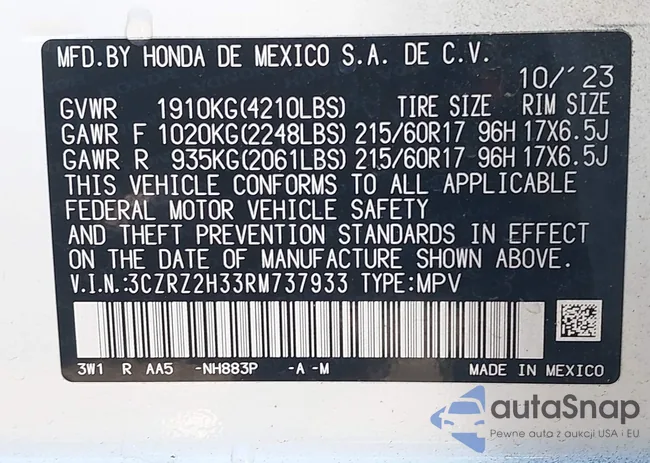 MFD.BY HONDA DE MEXICO S.A. DE C.V.
10/´23
GVWR 1910KG(4210LBS) TIRE SIZE RIM SIZE
GAWR F 1020KG(2248LBS) 215/60R17 96H 17X6.5J
GAWR R 935KG(2061LBS) 215/60R17 96H 17X6.5J
THIS VEHICLE CONFORMS TO ALL APPLICABLE
FEDERAL MOTOR VEHICLE SAFETY
AND THEFT PREVENTION STANDARDS IN EFFECT
ON THE DATE OF MANUFACTURE SHOWN ABOVE.
V.I.N.:3CZRZ2H33RM737933 TYPE:MPV
3W1 R AA5 -NH883P -A -M MADE IN MEXICO
autaSnap
Pewne auta z aukcji USA i EU